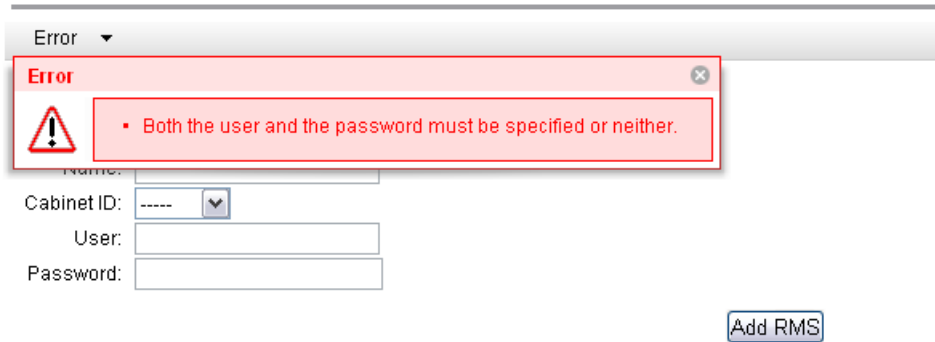 Error
Error
Both the user and the password must be specified or neither.
Name:
Cabinet ID: -----
User:
Password:
Add RMS